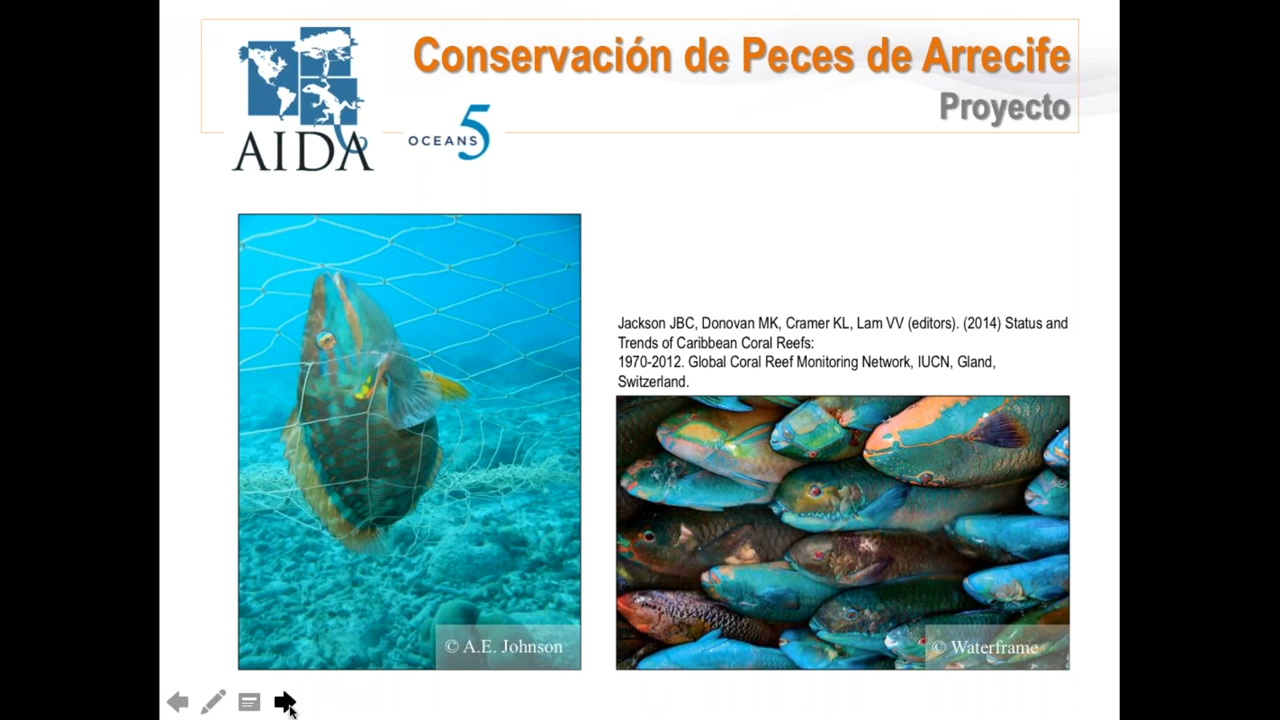 Conservación de Peces de Arrecife
Proyecto
AIDA
OCEANS 5
Jackson JBC, Donovan MK, Cramer KL, Lam VV (editors). (2014) Status and
Trends of Caribbean Coral Reefs:
1970-2012. Global Coral Reef Monitoring Network, IUCN, Gland,
Switzerland.
© A.E. Johnson
© Waterframe